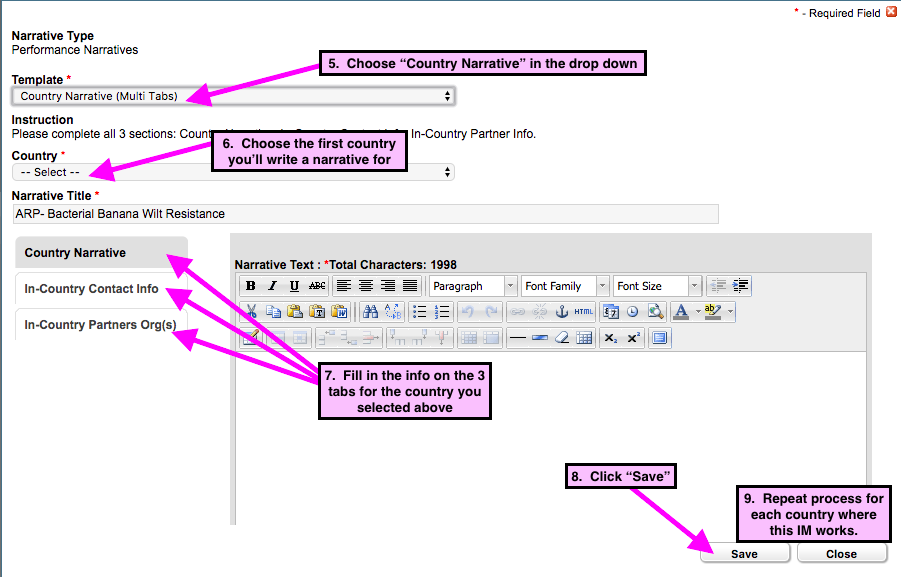 * - Required Field
Narrative Type
Performance Narratives
5. Choose “Country Narrative” in the drop down
Template *
Country Narrative (Multi Tabs)
Instruction
Please complete all 3 sections: In-Country Partner Info.
6. Choose the first country
you’ll write a narrative for
Country *
-- Select --
Narrative Title *
ARP- Bacterial Banana Wilt Resistance
Country Narrative
In-Country Contact Info
In-Country Partners Org(s)
Narrative Text : *Total Characters: 1998
B I U ABC
Paragraph
Font Family
Font Size
HTML
A
ab
7. Fill in the info on the 3
tabs for the country you
selected above
8. Click “Save”
9. Repeat process for
each country where
this IM works.
Save
Close